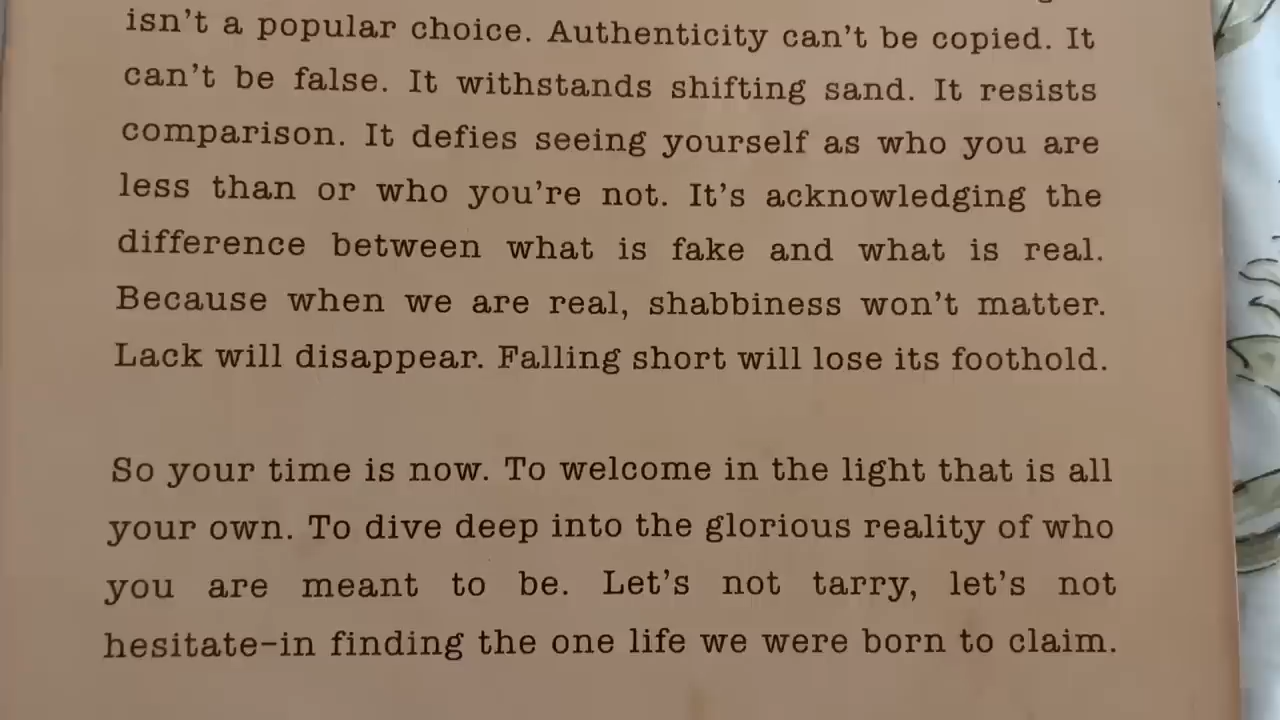 isn't a popular choice. Authenticity can't be copied. It
can't be false. It withstands shifting sand. It resists
comparison. It defies seeing yourself as who you are
less than or who you're not. It's acknowledging the
difference between what is fake and what is real.
Because when we are real, shabbiness won't matter.
Lack will disappear. Falling short will lose its foothold.
So your time is now. To welcome in the light that is all
your own. To dive deep into the glorious reality of who
you are meant to be. Let's not tarry, let's not
hesitate-in finding the one life we were born to claim.